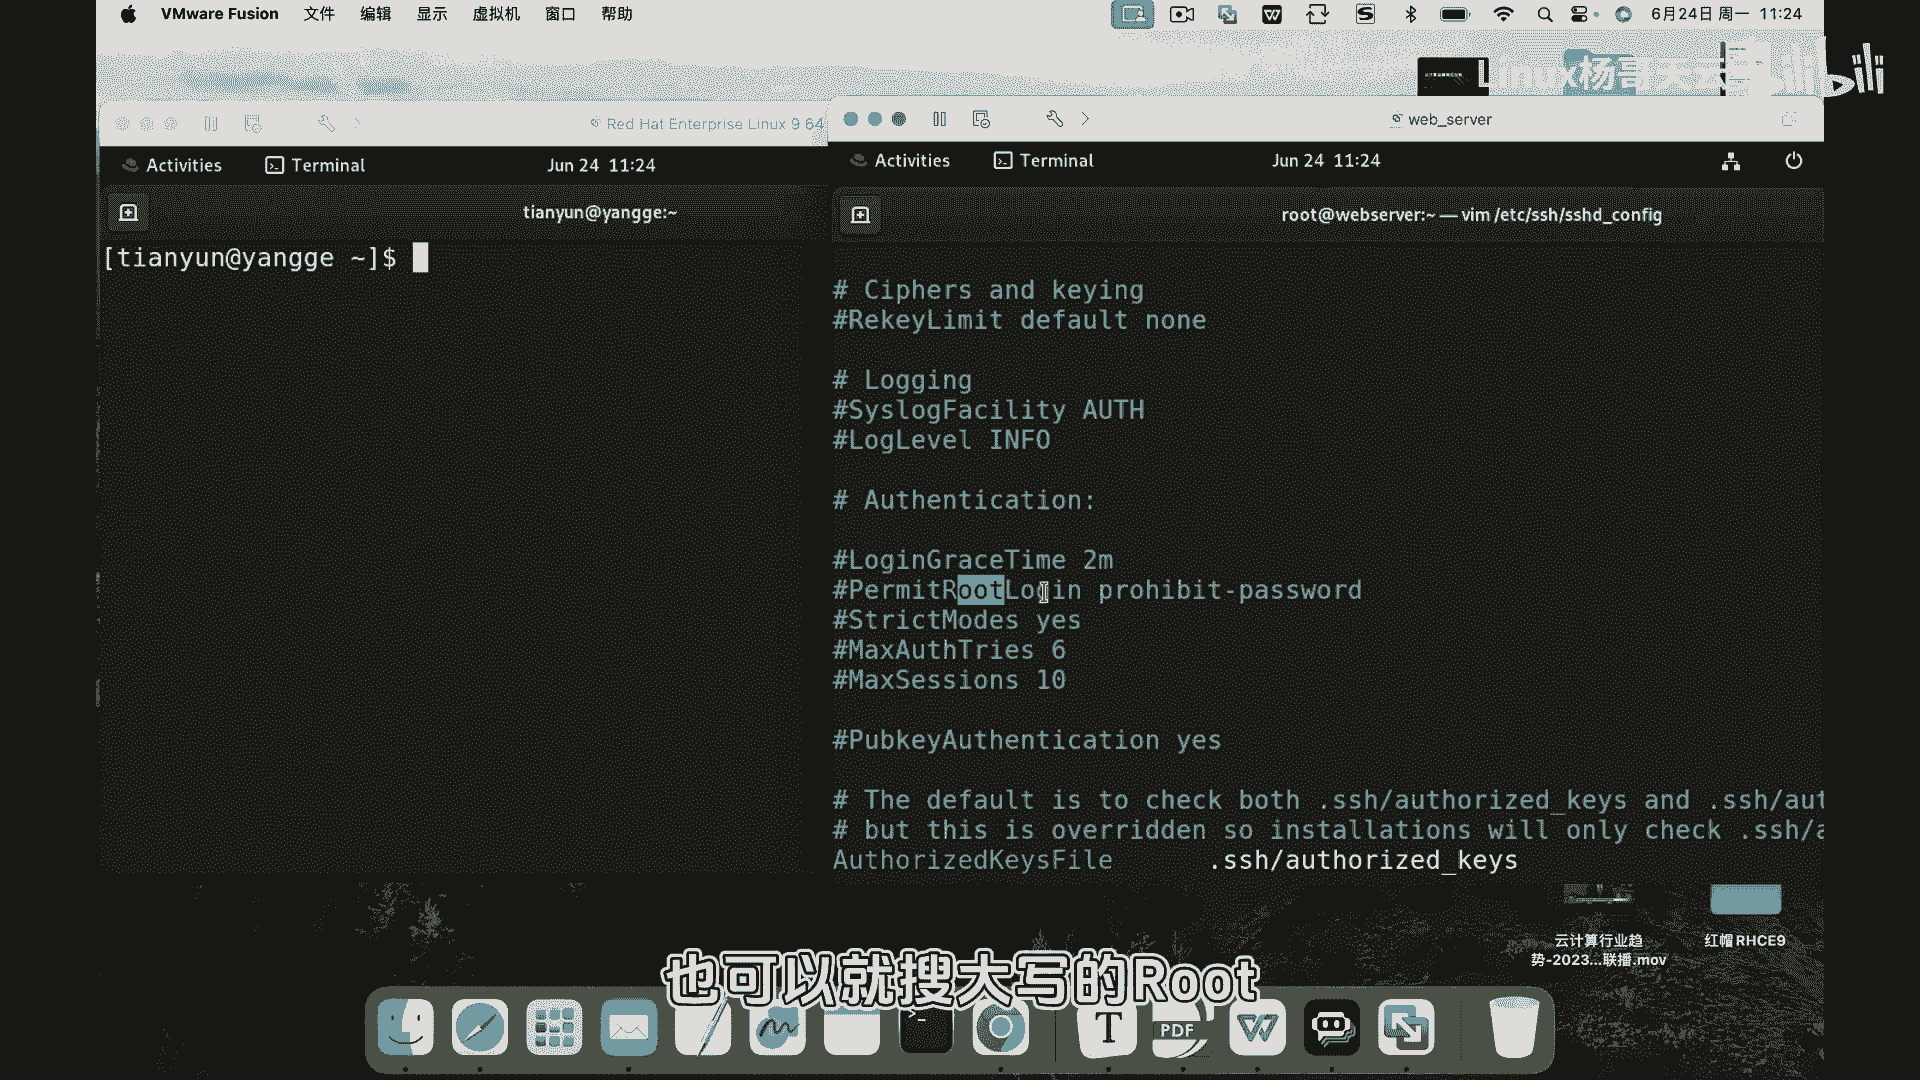 VMware Fusion 文件 编辑 显示 虚拟机 窗口 帮助 6月24日 周一 11:24
Linux杨哥天云
bilibili
Red Hat Enterprise Linux 9 64
web_server
Activities Terminal Jun 24 11:24
Activities Terminal Jun 24 11:24
tianyun@yangge:~
root@webserver:~ — vim /etc/ssh/sshd_config
[tianyun@yangge ~]$
# Ciphers and keying
#RekeyLimit default none
# Logging
#SyslogFacility AUTH
#LogLevel INFO
# Authentication:
#LoginGraceTime 2m
#PermitRootLogin prohibit-password
#StrictModes yes
#MaxAuthTries 6
#MaxSessions 10
#PubkeyAuthentication yes
# The default is to check both .ssh/authorized_keys and .ssh/aut
# but this is overridden so installations will only check .ssh/a
AuthorizedKeysFile .ssh/authorized_keys
云计算行业趋
势-2023...联播.mov
红帽RHCE9
也可以就搜大写的Root
PDF